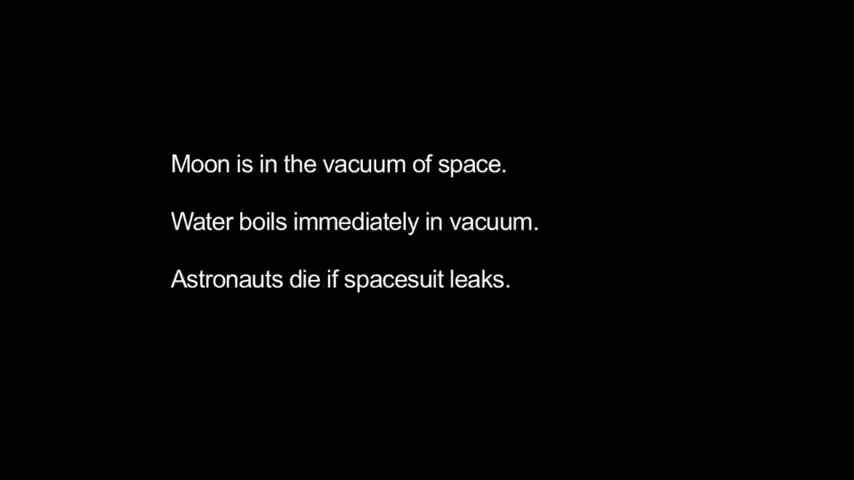 Moon is in the vacuum of space.
Water boils immediately in vacuum.
Astronauts die if spacesuit leaks.